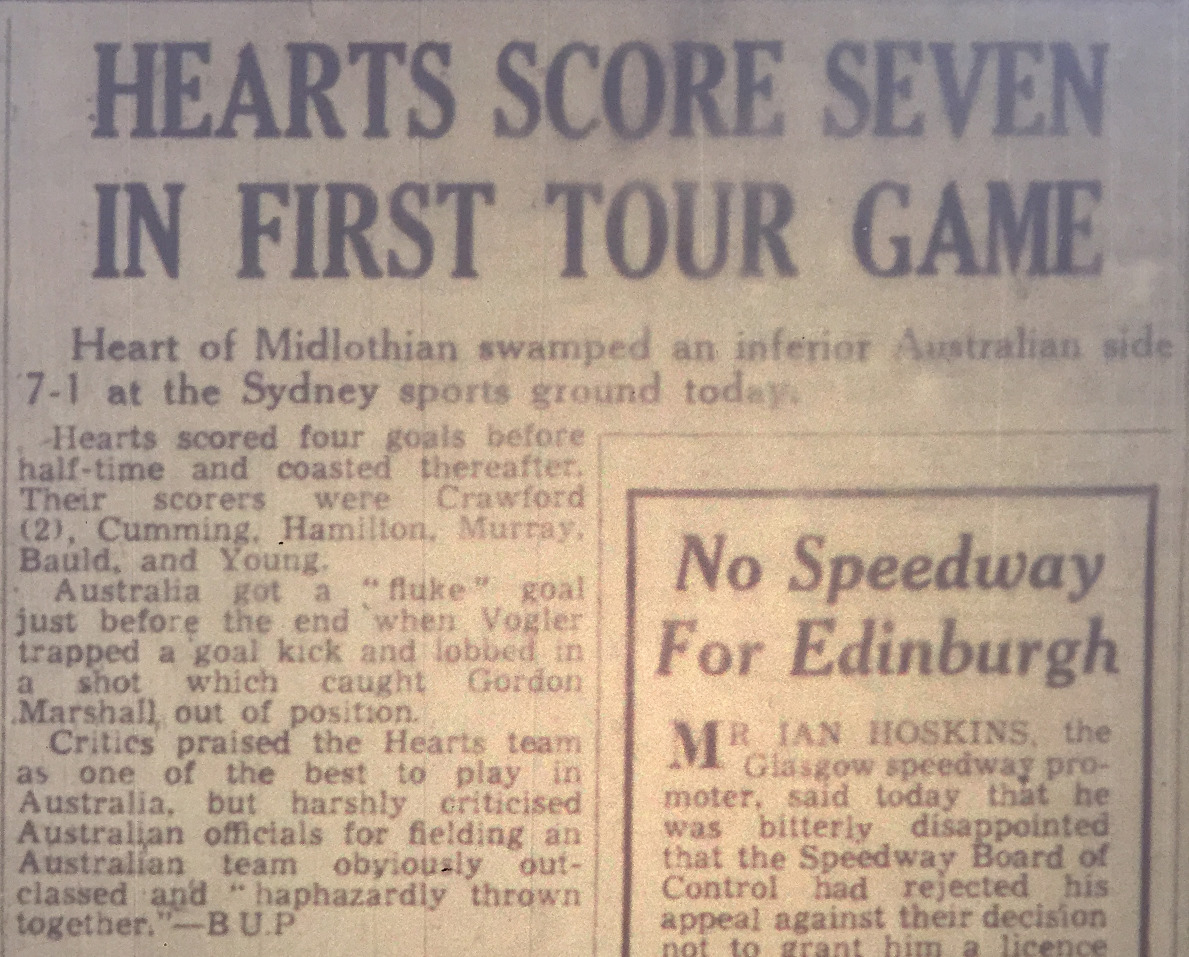 HEARTS SCORE SEVEN
IN FIRST TOUR GAME
Heart of Midlothian swamped an inferior Australian side
7-1 at the Sydney sports ground today.
Hearts scored four goals before
half-time and coasted thereafter.
Their scorers were Crawford
(2), Cumming, Hamilton, Murray,
Bauld, and Young.
Australia got a "fluke" goal
just before the end when Vogler
trapped a goal kick and lobbed in
a shot which caught Gordon
Marshall out of position.
Critics praised the Hearts team
as one of the best to play in
Australia, but harshly criticised
Australian officials for fielding an
Australian team obviously out-
classed and "haphazardly thrown
together."—B U.P
No Speedway
For Edinburgh
MR IAN HOSKINS, the
Glasgow speedway pro-
moter, said today that he
was bitterly disappointed
that the Speedway Board of
Control had rejected his
appeal against their decision
not to grant him a licence